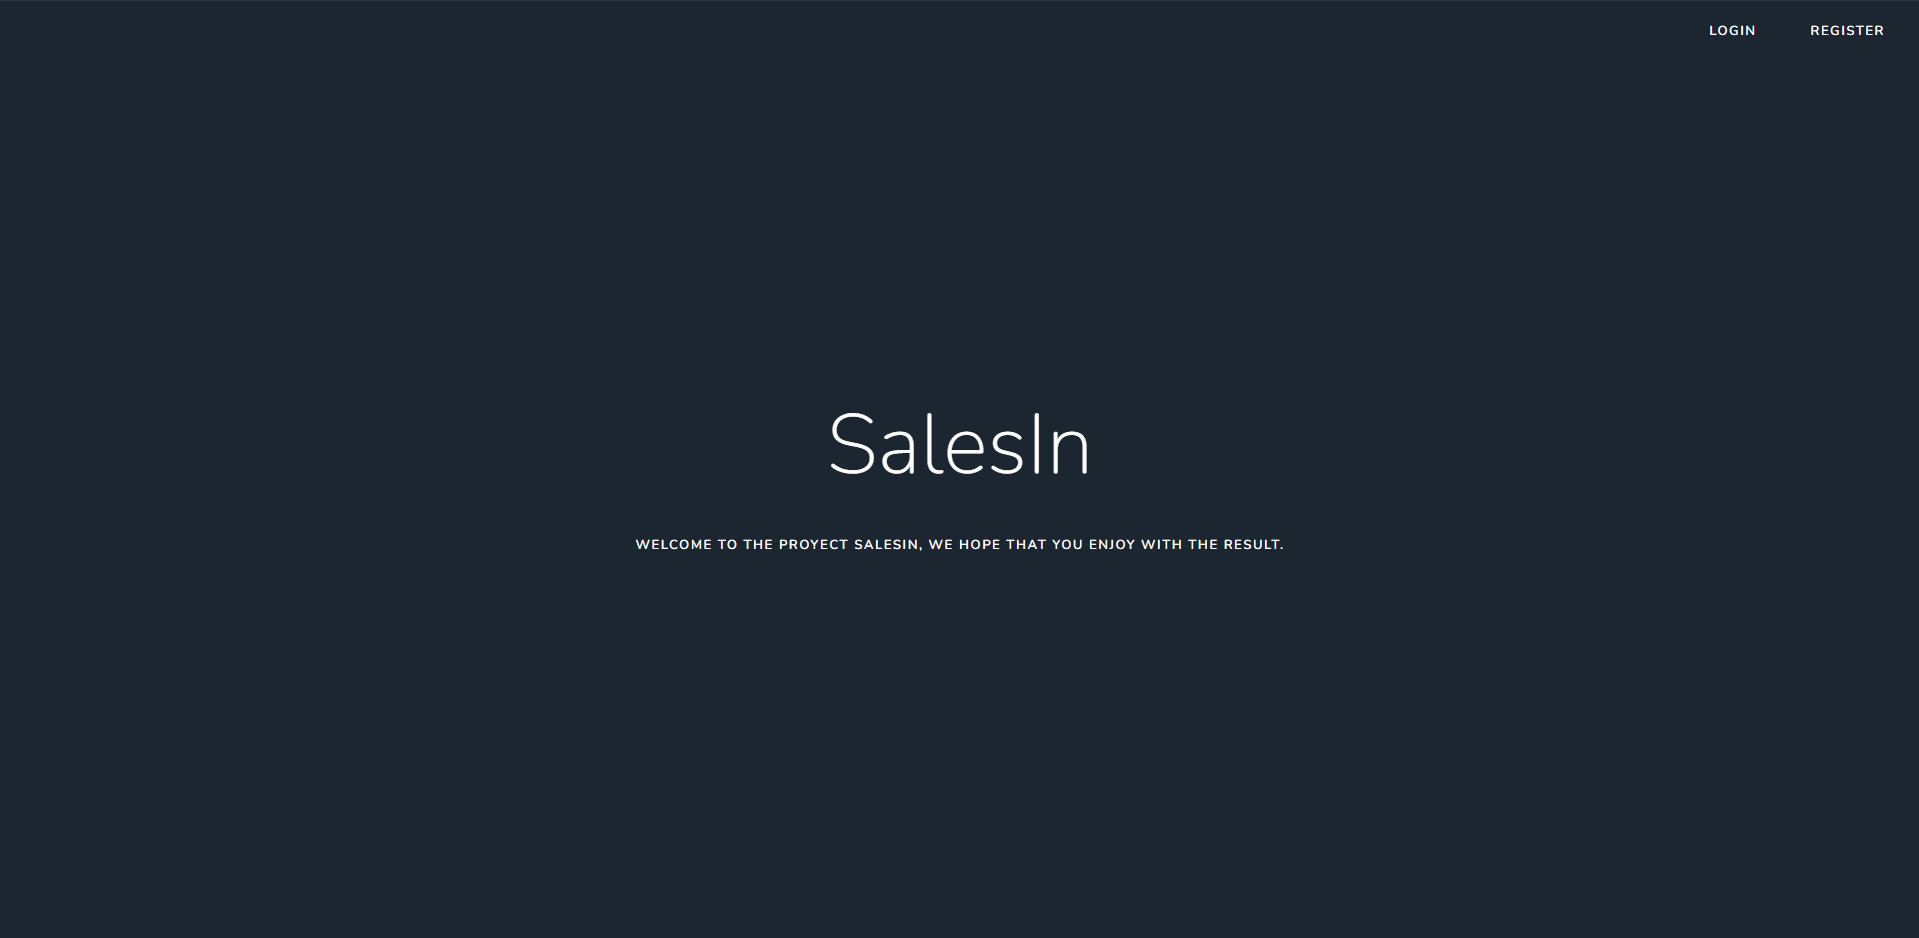 LOGIN REGISTER
SalesIn
WELCOME TO THE PROYECT SALESIN, WE HOPE THAT YOU ENJOY WITH THE RESULT.